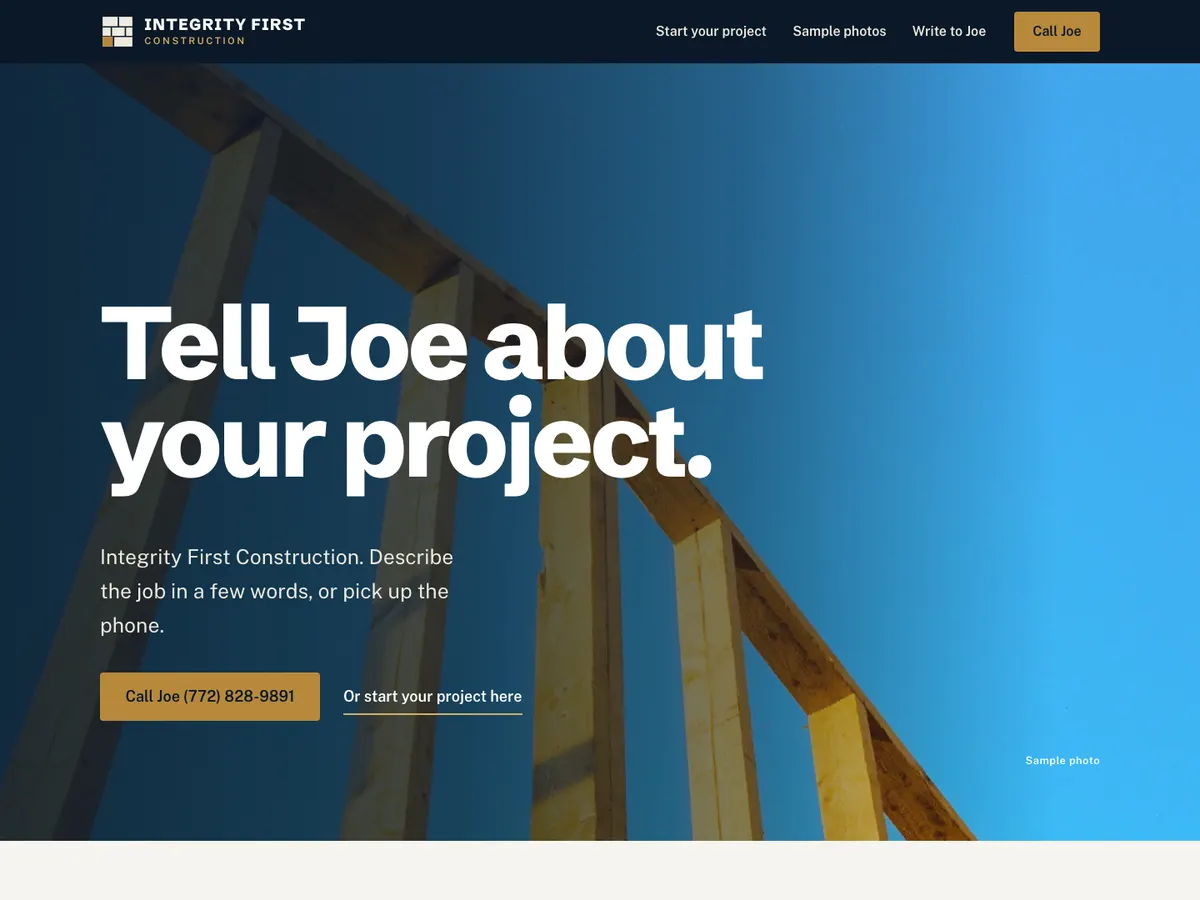 INTEGRITY FIRST
CONSTRUCTION
Start your project
Sample photos
Write to Joe
Call Joe
Tell Joe about
your project.
Integrity First Construction. Describe
the job in a few words, or pick up the
phone.
Call Joe (772) 828-9891
Or start your project here
Sample photo